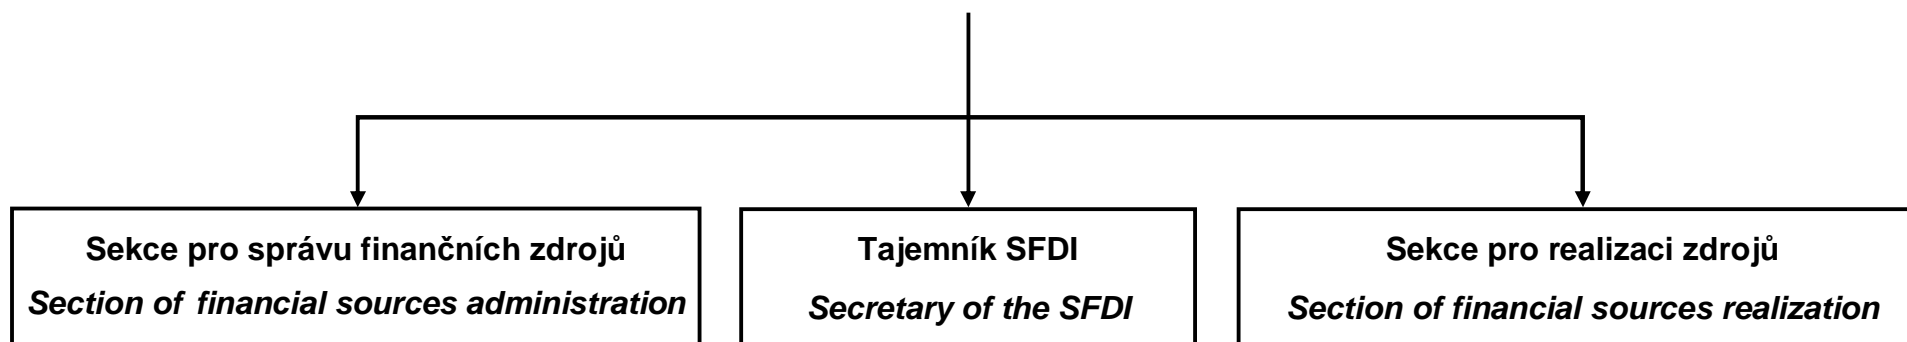 Sekce pro správu finančních zdrojů
Section of financial sources administration
Tajemník SFDI
Secretary of the SFDI
Sekce pro realizaci zdrojů
Section of financial sources realization